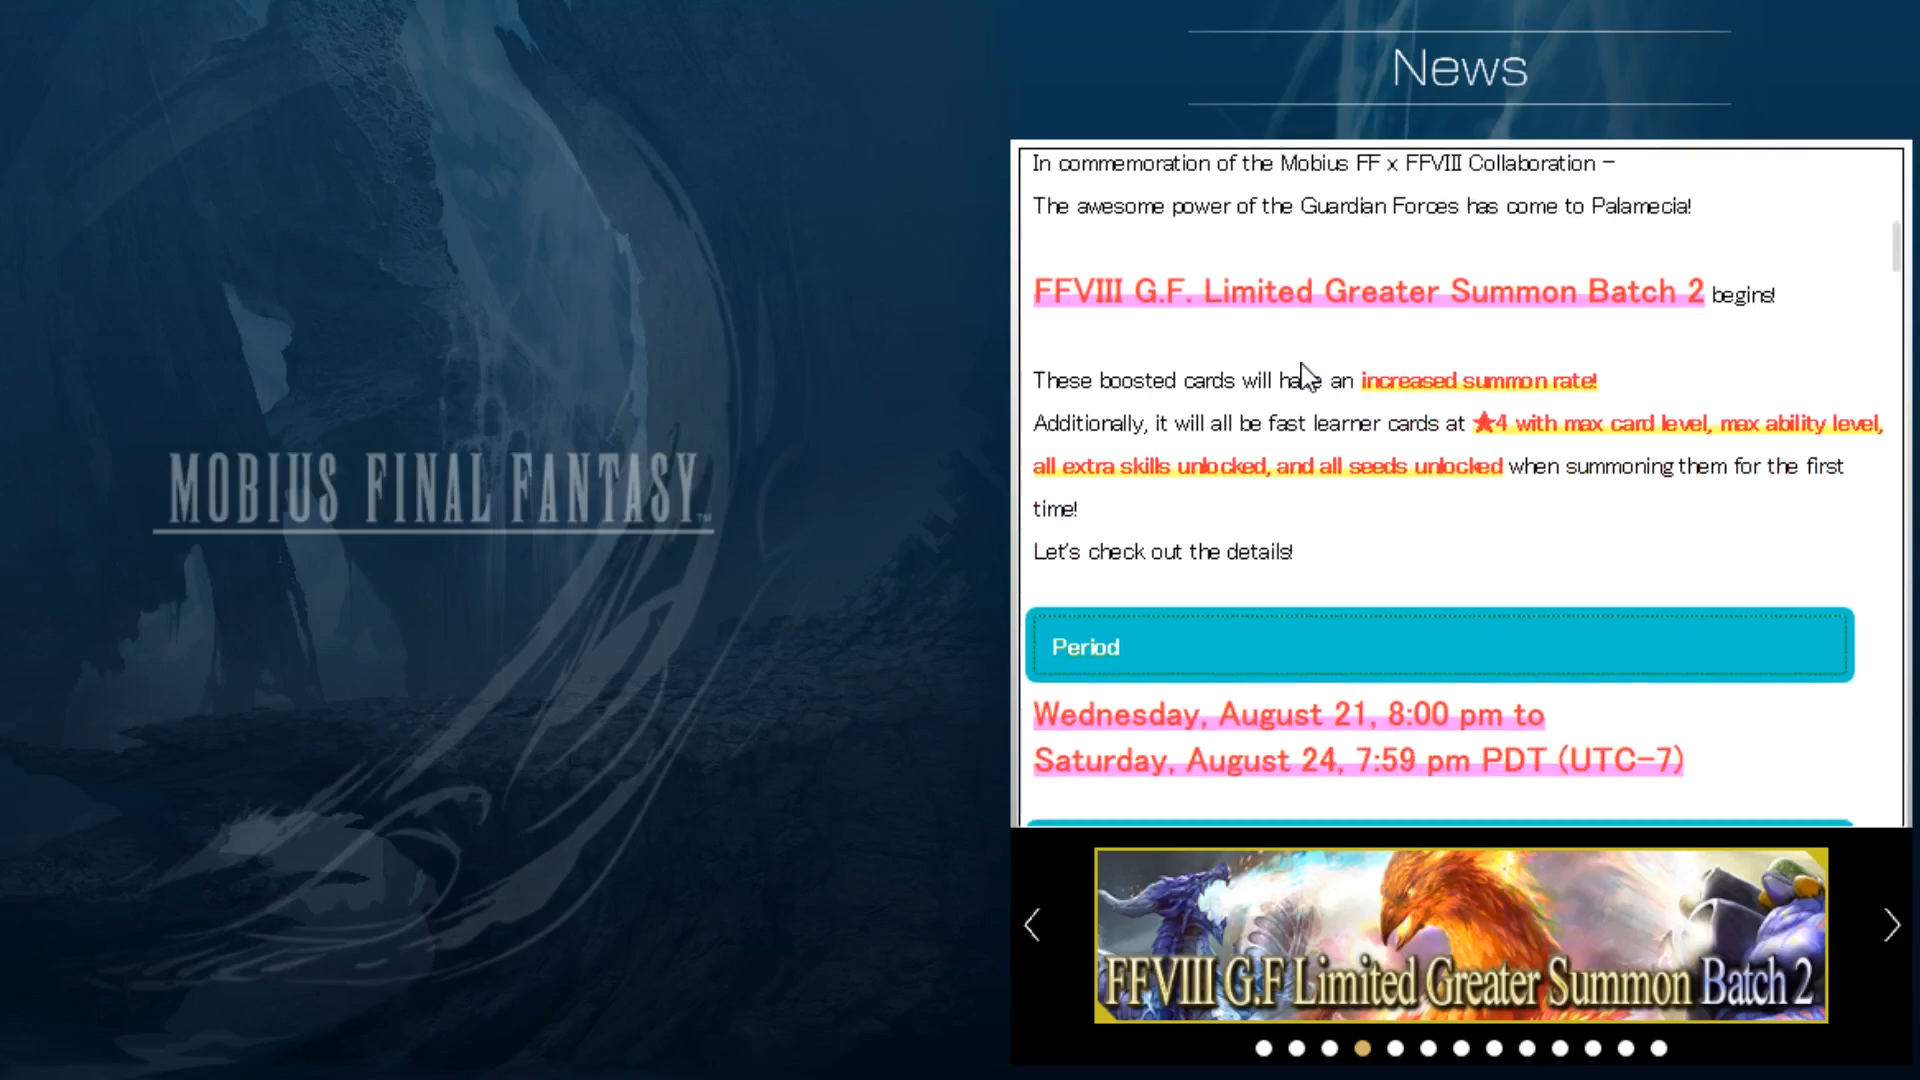 News
In commemoration of the Mobius FF x FFVIII Collaboration –
The awesome power of the Guardian Forces has come to Palamecia!
FFVIII G.F. Limited Greater Summon Batch 2 begins!
These boosted cards will have an increased summon rate!
Additionally, it will all be fast learner cards at ★4 with max card level, max ability level,
all extra skills unlocked, and all seeds unlocked when summoning them for the first
time!
Let's check out the details!
Period
Wednesday, August 21, 8:00 pm to
Saturday, August 24, 7:59 pm PDT (UTC-7)
MOBIUS FINAL FANTASY™
FFVIII G.F Limited Greater Summon Batch 2